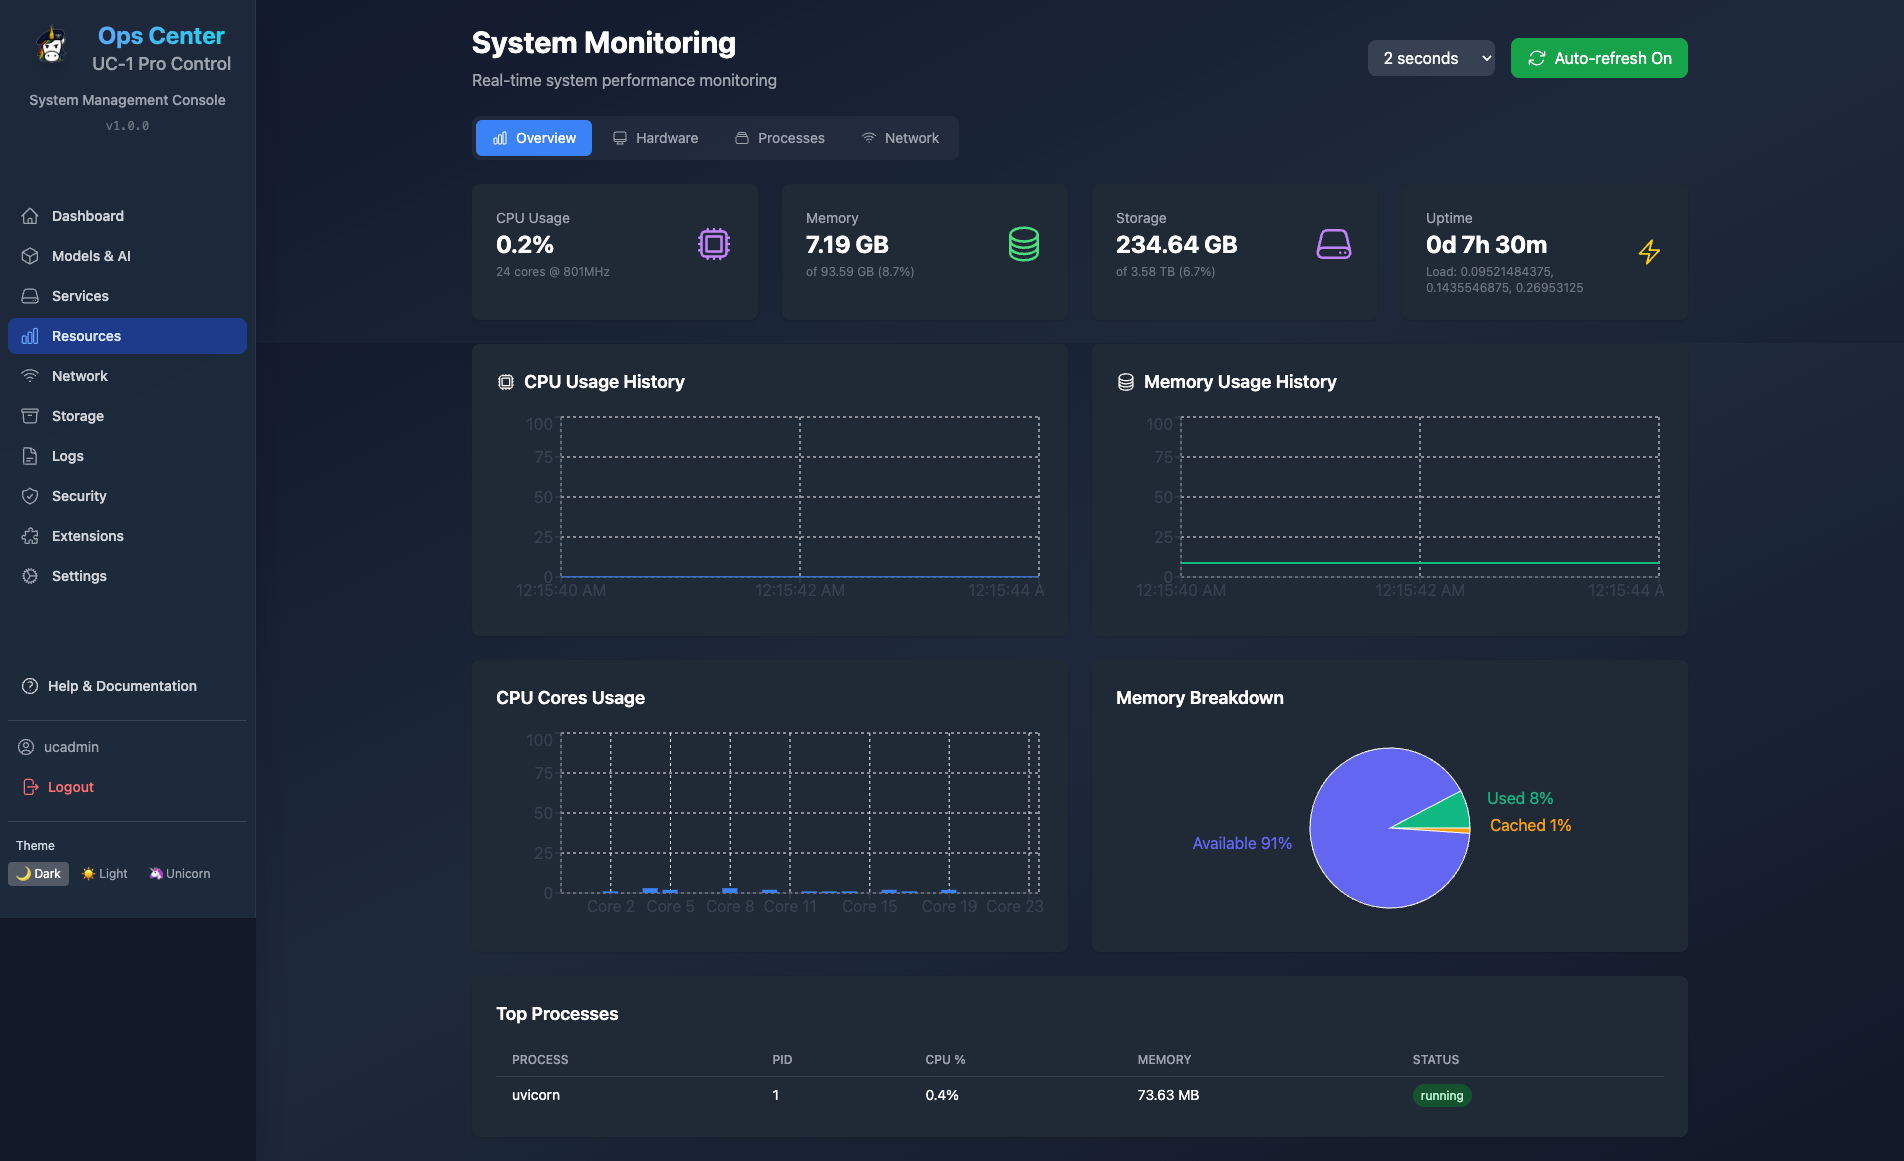 Ops Center
UC-1 Pro Control
System Management Console
v1.0.0
Dashboard
Models & AI
Services
Resources
Network
Storage
Logs
Security
Extensions
Settings
Help & Documentation
ucadmin
Logout
Theme
🌙 Dark
☀️ Light
🦄 Unicorn
System Monitoring
Real-time system performance monitoring
2 seconds
Auto-refresh On
Overview
Hardware
Processes
Network
CPU Usage
0.2%
24 cores @ 801MHz
Memory
7.19 GB
of 93.59 GB (8.7%)
Storage
234.64 GB
of 3.58 TB (6.7%)
Uptime
0d 7h 30m
Load: 0.09521484375,
0.1435546875, 0.26953125
CPU Usage History
100
75
50
25
0
12:15:40 AM
12:15:42 AM
12:15:44 A
Memory Usage History
100
75
50
25
0
12:15:40 AM
12:15:42 AM
12:15:44 A
CPU Cores Usage
100
75
50
25
0
Core 2
Core 5
Core 8
Core 11
Core 15
Core 19
Core 23
Memory Breakdown
Used 8%
Cached 1%
Available 91%
Top Processes
PROCESS PID CPU % MEMORY STATUS
uvicorn 1 0.4% 73.63 MB running